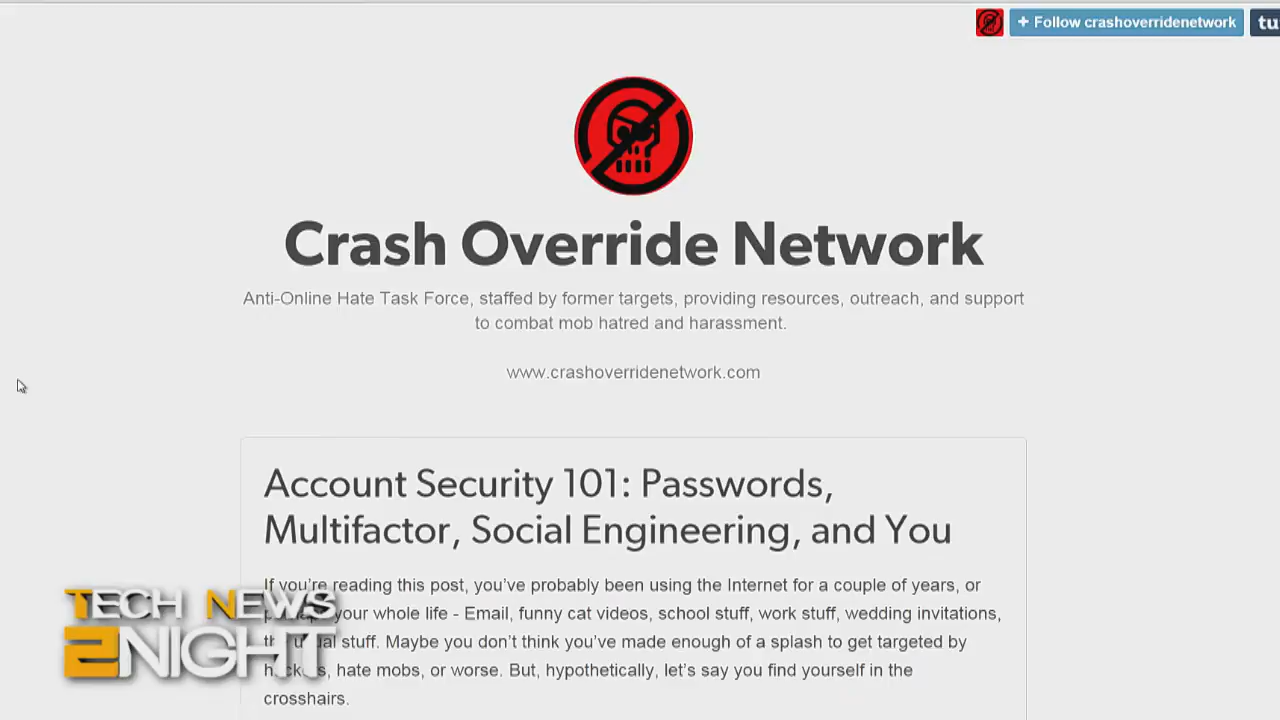 + Follow crashoverridenetwork
tu
Crash Override Network
Anti-Online Hate Task Force, staffed by former targets, providing resources, outreach, and support
to combat mob hatred and harassment.
www.crashoverridenetwork.com
Account Security 101: Passwords,
Multifactor, Social Engineering, and You
If you're reading this post, you've probably been using the Internet for a couple of years, or
your whole life - Email, funny cat videos, school stuff, work stuff, wedding invitations,
the usual stuff. Maybe you don't think you've made enough of a splash to get targeted by
hackers, hate mobs, or worse. But, hypothetically, let's say you find yourself in the
crosshairs.
TECH NEWS
2NIGHT